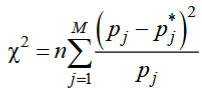 χ² = n∑_{j=1}^{M} (p_j − p_j^*)² / p_j